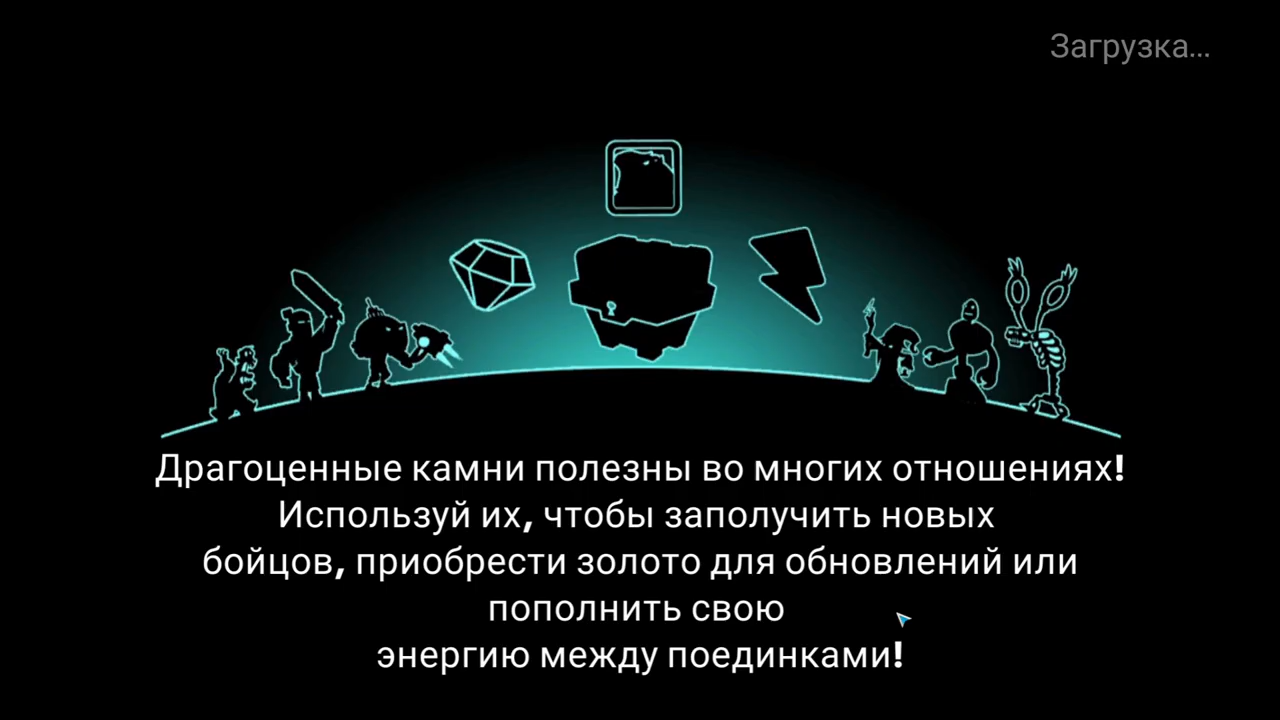 Загрузка...
Драгоценные камни полезны во многих отношениях!
Используй их, чтобы заполучить новых
бойцов, приобрести золото для обновлений или
пополнить свою
энергию между поединками!